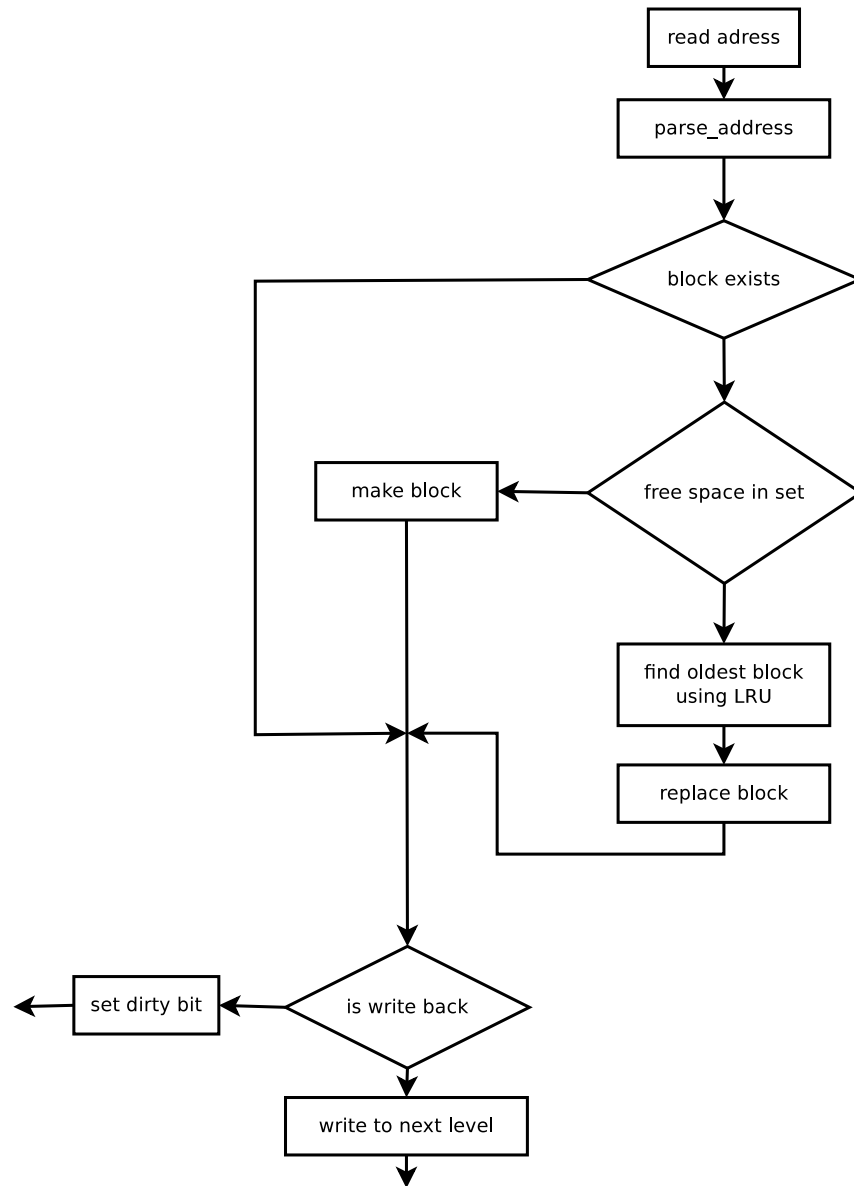 read adress
parse_address
block exists
make block
free space in set
find oldest block
using LRU
replace block
set dirty bit
is write back
write to next level